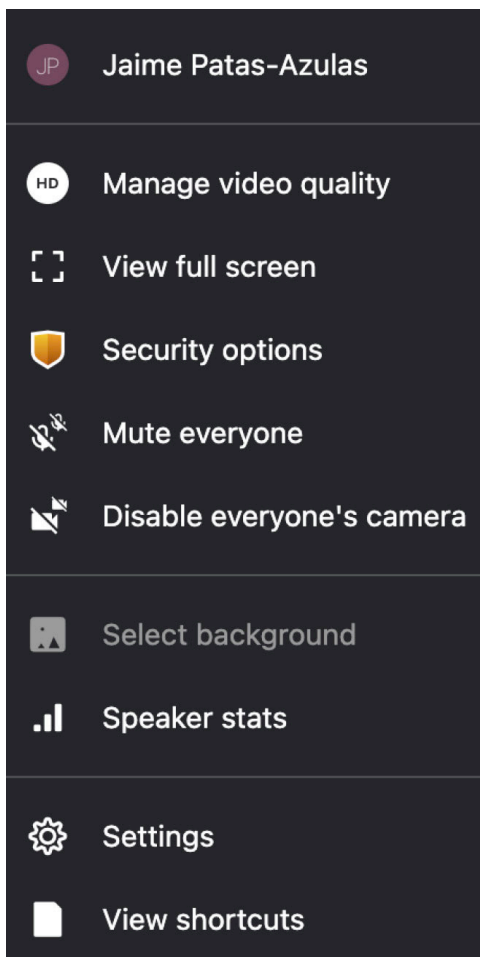 JP Jaime Patas-Azulas
HD Manage video quality
View full screen
Security options
Mute everyone
Disable everyone's camera
Select background
Speaker stats
Settings
View shortcuts